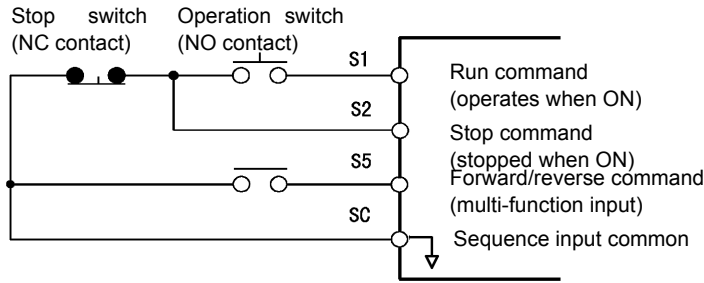 Stop switch
(NC contact)
Operation switch
(NO contact)
S1
Run command
(operates when ON)
S2
Stop command
(stopped when ON)
S5
Forward/reverse command
(multi-function input)
SC
Sequence input common